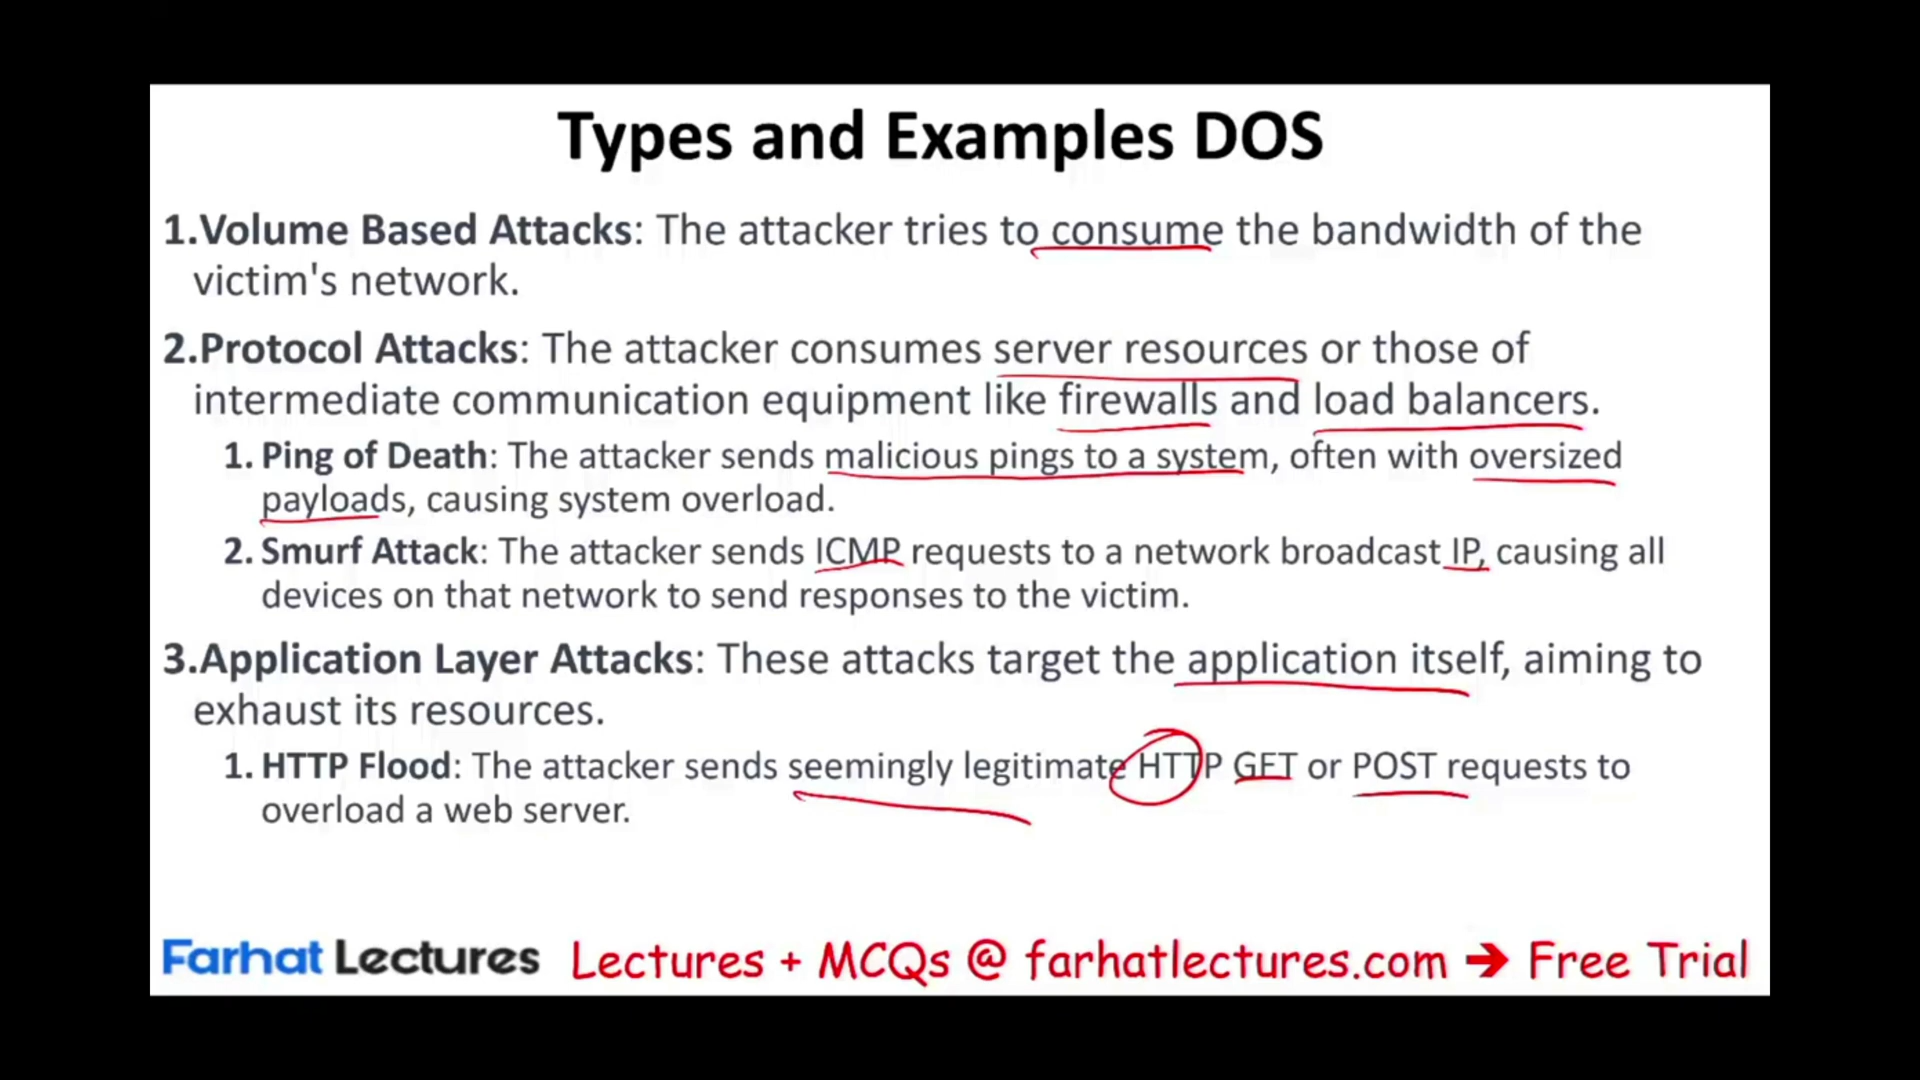 Types and Examples DOS
1.Volume Based Attacks: The attacker tries to consume the bandwidth of the
victim's network.
2.Protocol Attacks: The attacker consumes server resources or those of
intermediate communication equipment like firewalls and load balancers.
1. Ping of Death: The attacker sends malicious pings to a system, often with oversized
payloads, causing system overload.
2. Smurf Attack: The attacker sends ICMP requests to a network broadcast IP, causing all
devices on that network to send responses to the victim.
3.Application Layer Attacks: These attacks target the application itself, aiming to
exhaust its resources.
1. HTTP Flood: The attacker sends seemingly legitimate HTTP GET or POST requests to
overload a web server.
Farhat Lectures Lectures + MCQs @ farhatlectures.com ➔ Free Trial